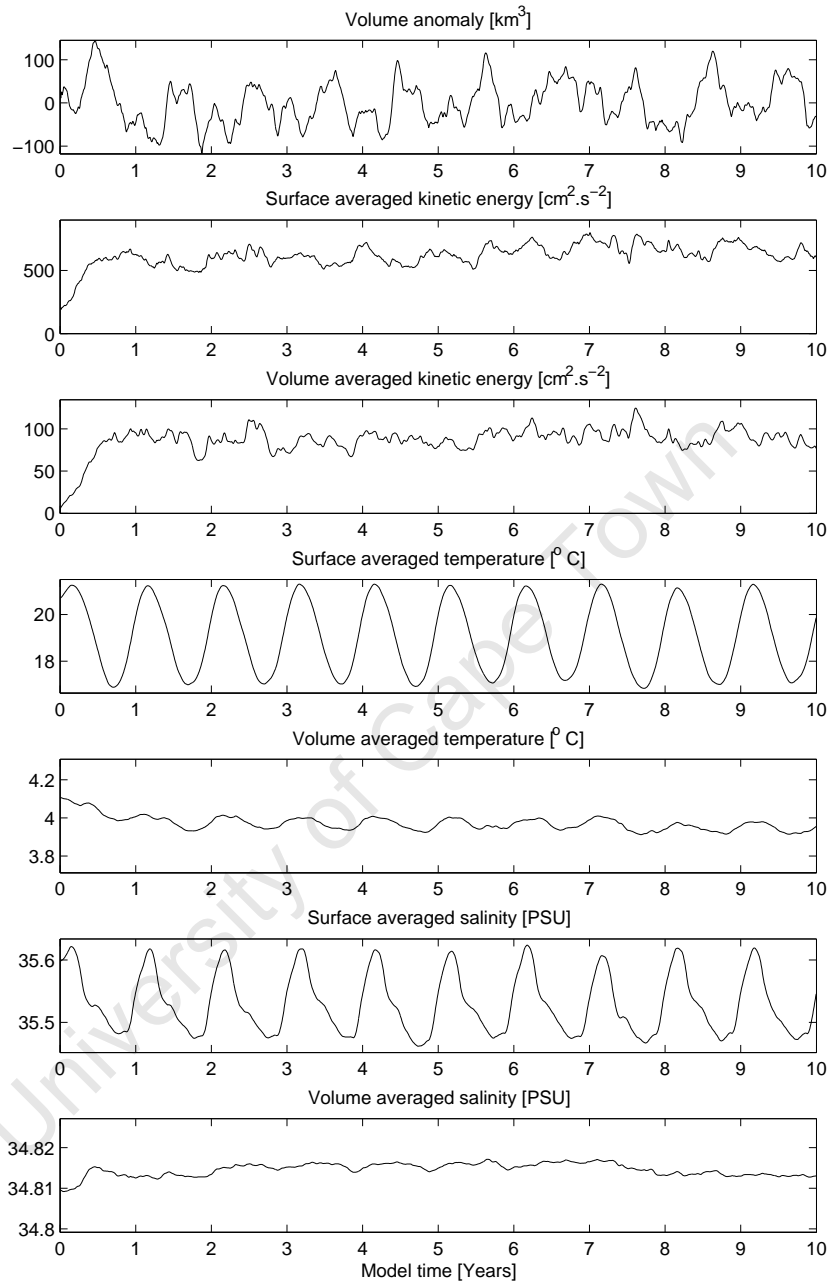 Volume anomaly [km³]
100
0
−100
0 1 2 3 4 5 6 7 8 9 10
Surface averaged kinetic energy [cm².s⁻²]
500
0
0 1 2 3 4 5 6 7 8 9 10
Volume averaged kinetic energy [cm².s⁻²]
100
50
0
0 1 2 3 4 5 6 7 8 9 10
Surface averaged temperature [° C]
20
18
0 1 2 3 4 5 6 7 8 9 10
Volume averaged temperature [° C]
4.2
4
3.8
0 1 2 3 4 5 6 7 8 9 10
Surface averaged salinity [PSU]
35.6
35.5
0 1 2 3 4 5 6 7 8 9 10
Volume averaged salinity [PSU]
34.82
34.81
34.8
0 1 2 3 4 5 6 7 8 9 10
Model time [Years]
University of Cape Town